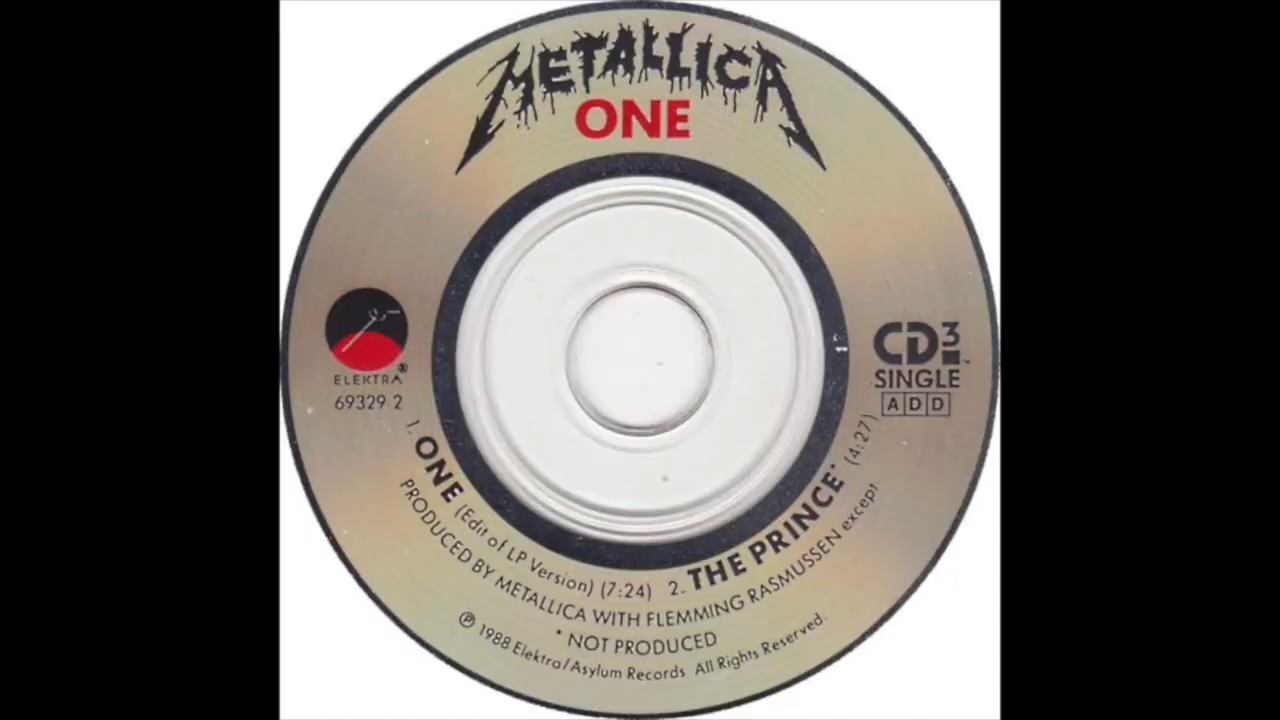 METALLICA
ONE
ELEKTRA®
69329-2
CD3
SINGLE
ADD
1. ONE (Edit of LP Version) (7:24) 2. THE PRINCE* (4:27)
PRODUCED BY METALLICA WITH FLEMMING RASMUSSEN except
* NOT PRODUCED
℗ 1988 Elektra/Asylum Records All Rights Reserved.